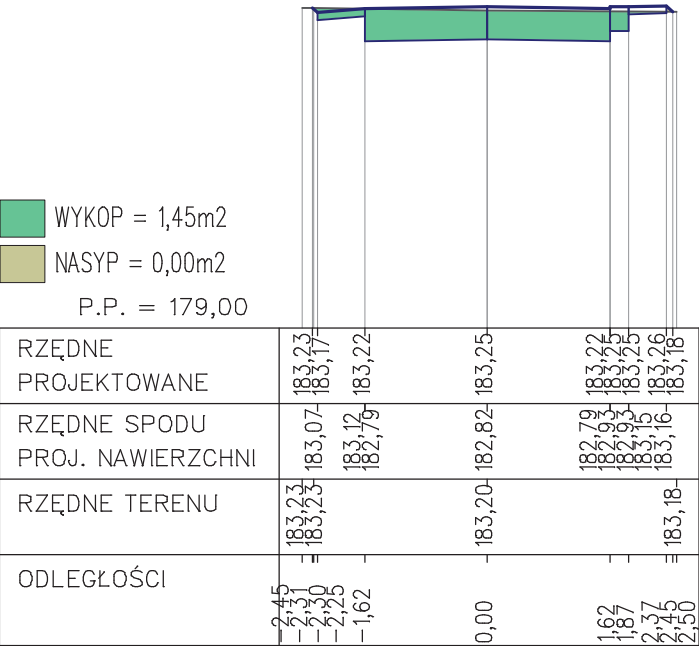 WYKOP = 1,45m2
NASYP = 0,00m2
P.P. = 179,00
RZĘDNE
PROJEKTOWANE
183,23 183,17 183,22 183,25 183,22 183,25 183,25 183,26 183,18
RZĘDNE SPODU
PROJ. NAWIERZCHNI
183,07 183,12 182,79 182,82 182,79 182,93 182,93 183,15 183,16
RZĘDNE TERENU
183,23 183,23 183,20 183,18
ODLEGŁOŚCI
-2,45 -2,31 -2,30 -2,25 -1,62 0,00 1,62 1,87 2,37 2,45 2,50